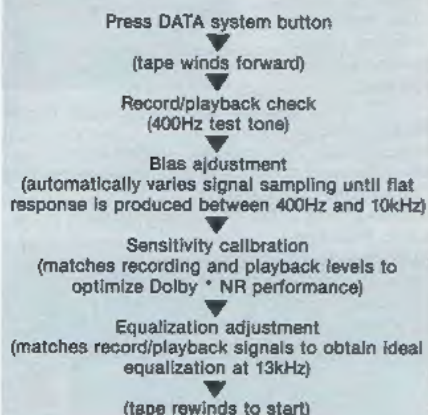 Press DATA system button
(tape winds forward)
Record/playback check
(400Hz test tone)
Bias ajdustment
(automatically varies signal sampling until flat
response is produced between 400Hz and 10kHz)
Sensitivity calibration
(matches recording and playback levels to
optimize Dolby * NR performance)
Equalization adjustment
(matches record/playback signals to obtain ideal
equalization at 13kHz)
(tape rewinds to start)